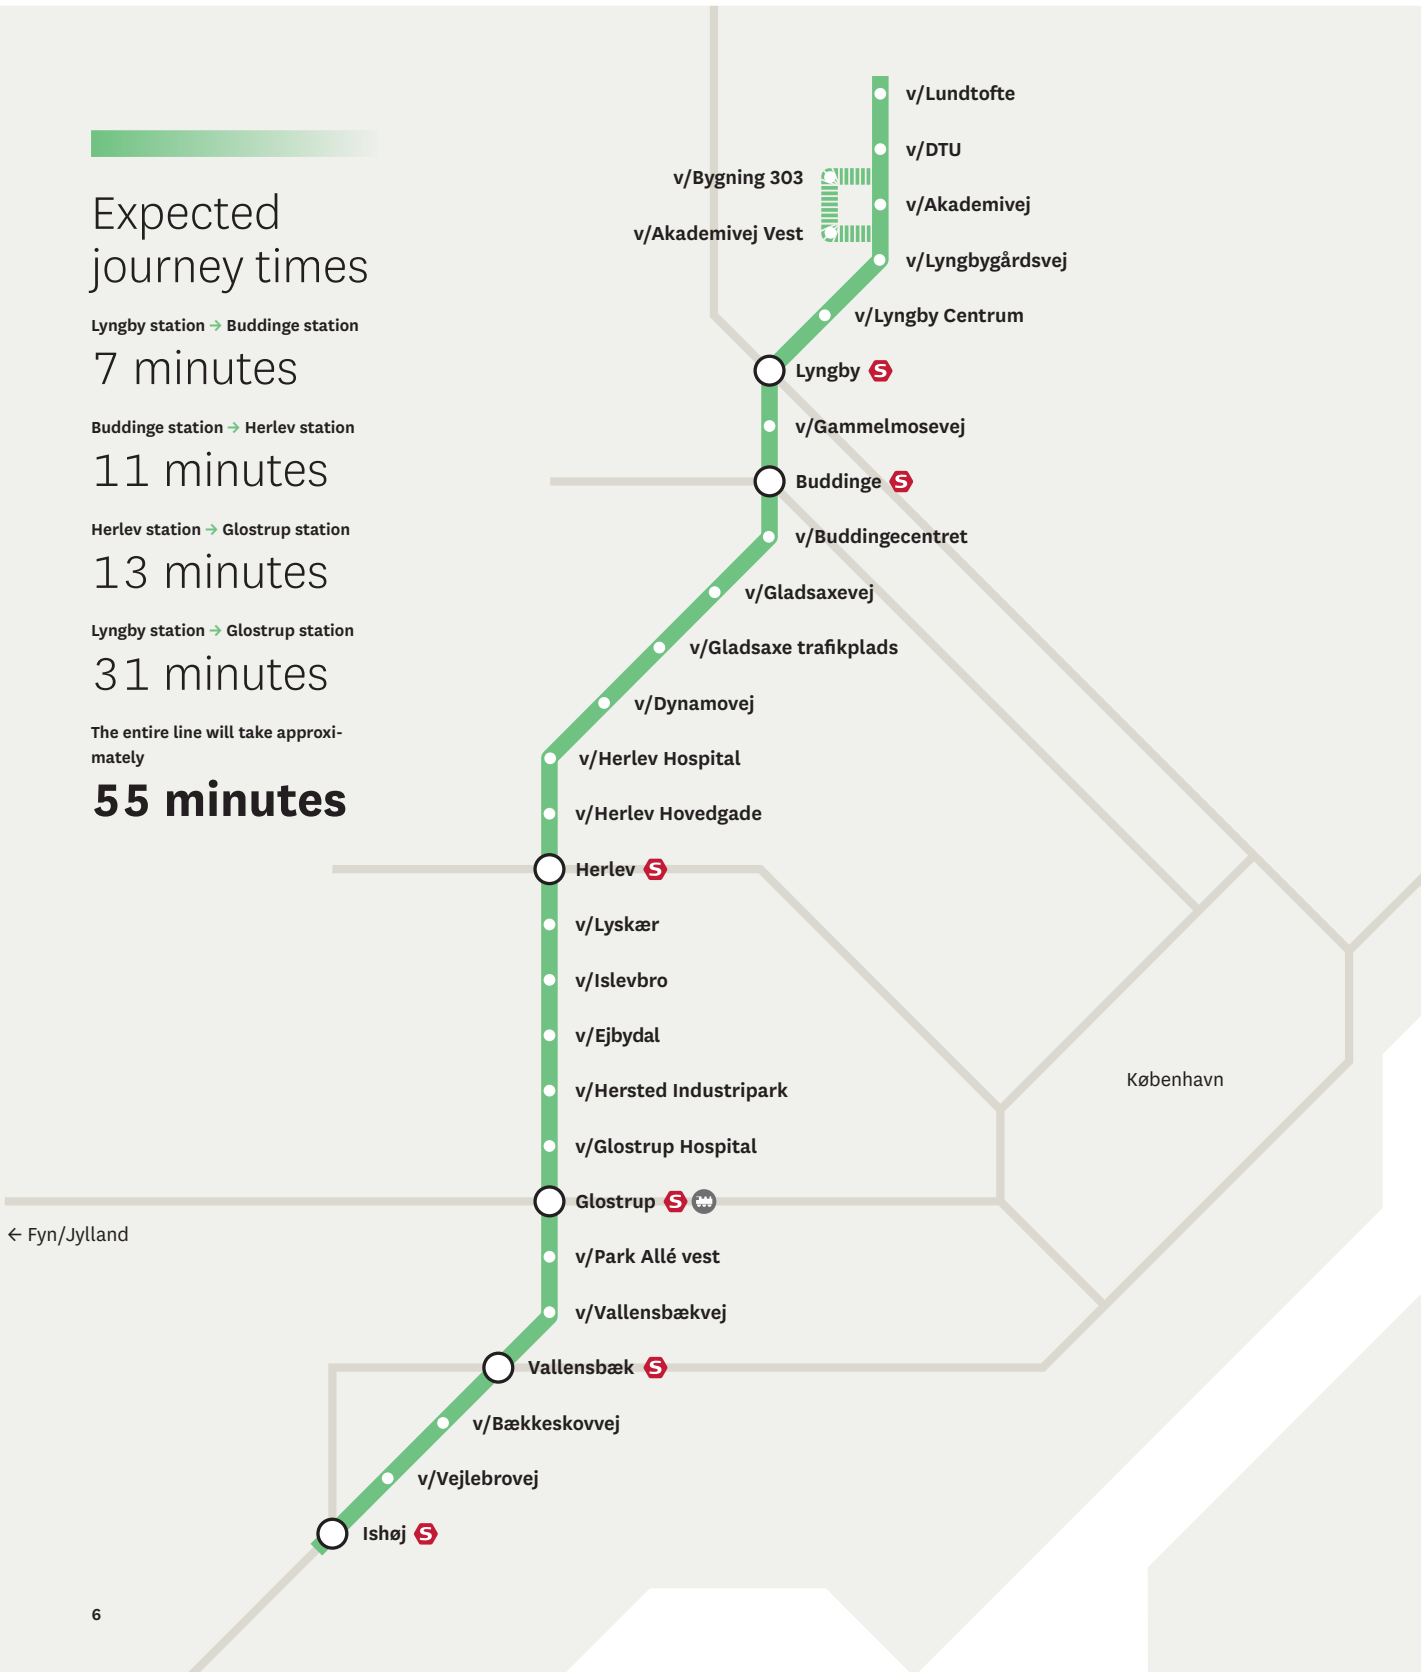 Expected
journey times
Lyngby station → Buddinge station
7 minutes
Buddinge station → Herlev station
11 minutes
Herlev station → Glostrup station
13 minutes
Lyngby station → Glostrup station
31 minutes
The entire line will take approxi-
mately
55 minutes
v/Lundtofte
v/DTU
v/Bygning 303
v/Akademivej
v/Akademivej Vest
v/Lyngbygårdsvej
v/Lyngby Centrum
Lyngby S
v/Gammelmosevej
Buddinge S
v/Buddingecentret
v/Gladsaxevej
v/Gladsaxe trafikplads
v/Dynamovej
v/Herlev Hospital
v/Herlev Hovedgade
Herlev S
v/Lyskær
v/Islevbro
v/Ejbydal
København
v/Hersted Industripark
v/Glostrup Hospital
Glostrup S
← Fyn/Jylland
v/Park Allé vest
v/Vallensbækvej
Vallensbæk S
v/Bækkeskovvej
v/Vejlebrovej
Ishøj S
6